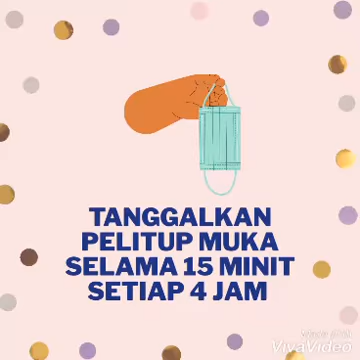 TANGGALKAN
PELITUP MUKA
SELAMA 15 MINIT
SETIAP 4 JAM
VivaVideo